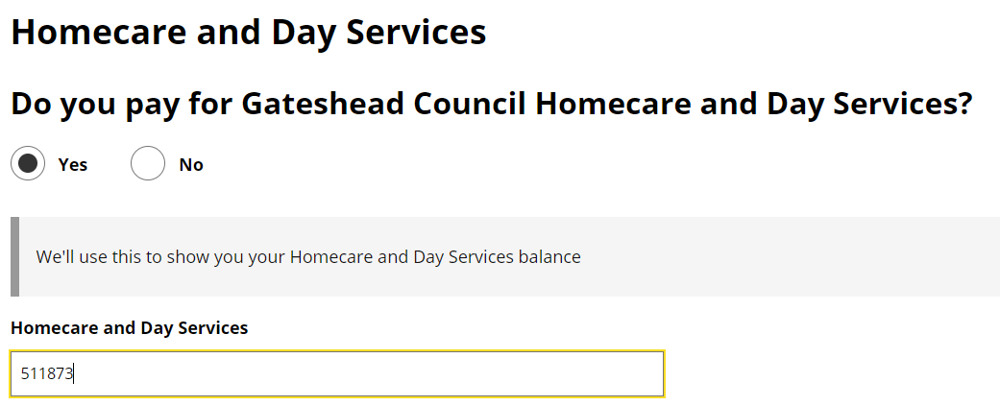 Homecare and Day Services
Do you pay for Gateshead Council Homecare and Day Services?
Yes No
We'll use this to show you your Homecare and Day Services balance
Homecare and Day Services
511873